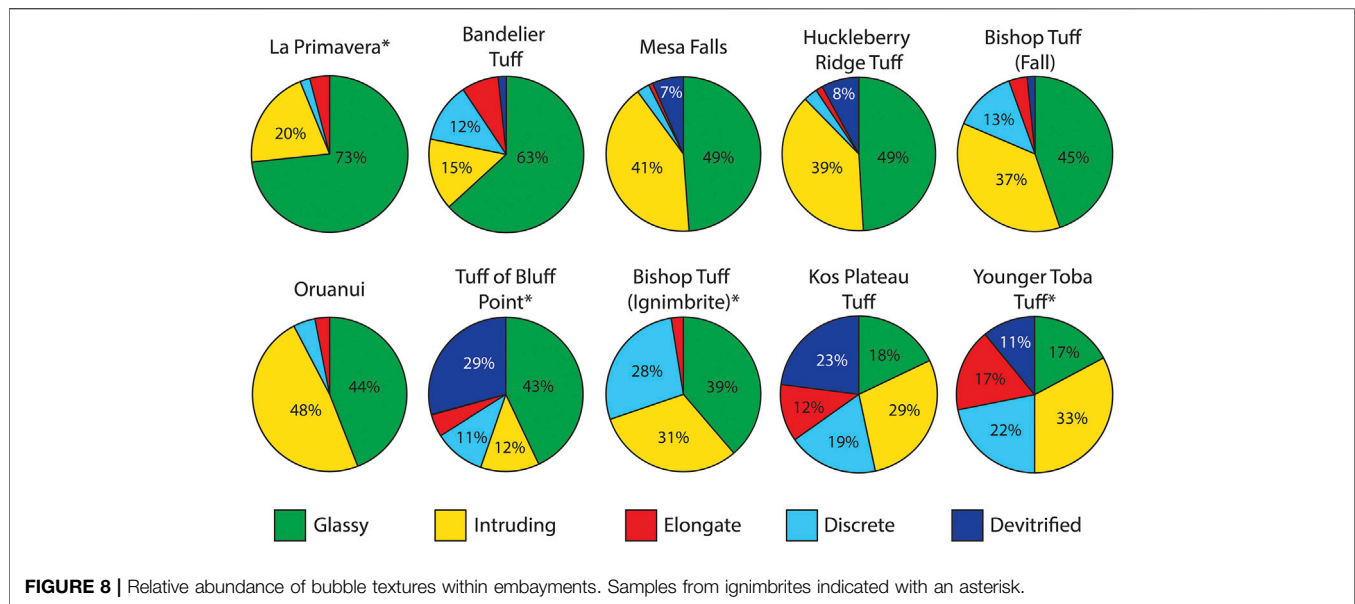 La Primavera*
73%
20%
Bandelier
Tuff
63%
15%
12%
Mesa Falls
49%
41%
7%
Huckleberry
Ridge Tuff
49%
39%
8%
Bishop Tuff
(Fall)
45%
37%
13%
Oruanui
44%
48%
Tuff of Bluff
Point*
43%
12%
11%
29%
Bishop Tuff
(Ignimbrite)*
39%
31%
28%
Kos Plateau
Tuff
18%
29%
19%
12%
23%
Younger Toba
Tuff*
17%
33%
22%
17%
11%
Glassy
Intruding
Elongate
Discrete
Devitrified
FIGURE 8 | Relative abundance of bubble textures within embayments. Samples from ignimbrites indicated with an asterisk.